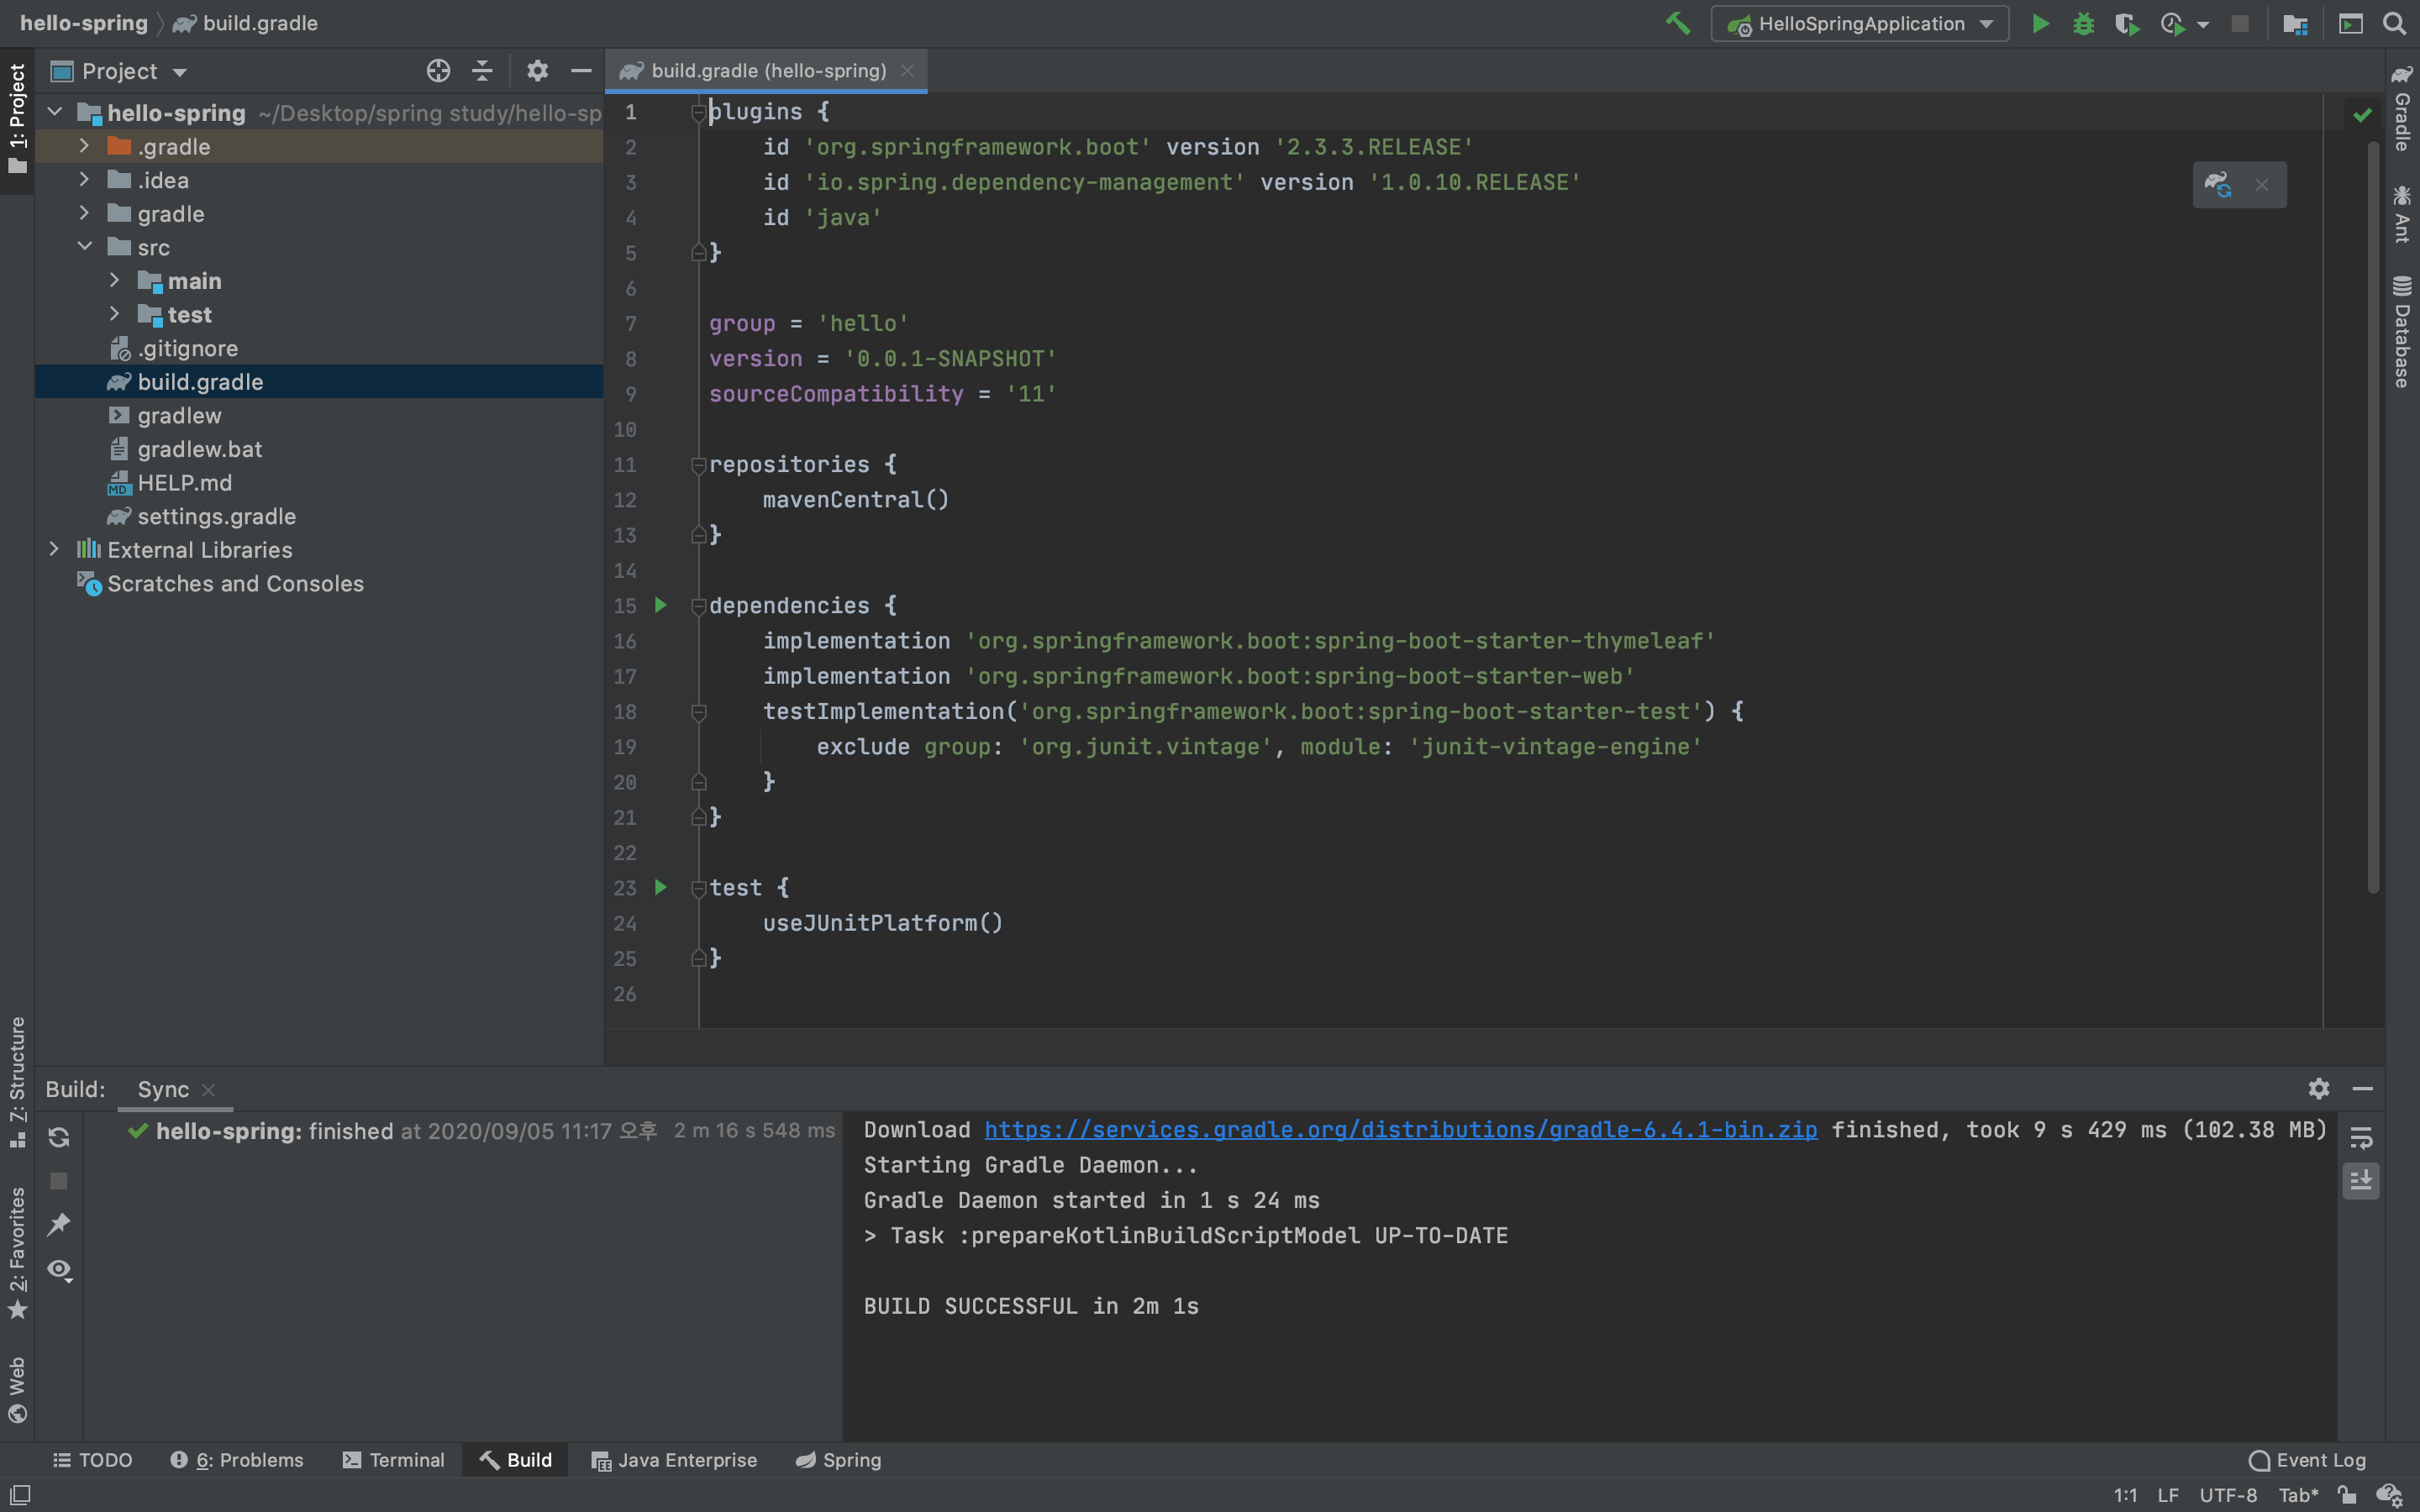 hello-spring
build.gradle
HelloSpringApplication
1: Project
Project
build.gradle (hello-spring)
hello-spring ~/Desktop/spring study/hello-sp
.gradle
.idea
gradle
src
main
test
.gitignore
build.gradle
gradlew
gradlew.bat
MD HELP.md
settings.gradle
External Libraries
Scratches and Consoles
1 plugins {
2 id 'org.springframework.boot' version '2.3.3.RELEASE'
3 id 'io.spring.dependency-management' version '1.0.10.RELEASE'
4 id 'java'
5 }
6
7 group = 'hello'
8 version = '0.0.1-SNAPSHOT'
9 sourceCompatibility = '11'
10
11 repositories {
12 mavenCentral()
13 }
14
15 dependencies {
16 implementation 'org.springframework.boot:spring-boot-starter-thymeleaf'
17 implementation 'org.springframework.boot:spring-boot-starter-web'
18 testImplementation('org.springframework.boot:spring-boot-starter-test') {
19 exclude group: 'org.junit.vintage', module: 'junit-vintage-engine'
20 }
21 }
22
23 test {
24 useJUnitPlatform()
25 }
26
Gradle
Ant
Database
Z: Structure
2: Favorites
Web
Build: Sync
hello-spring: finished at 2020/09/05 11:17 오후 2 m 16 s 548 ms
Download https://services.gradle.org/distributions/gradle-6.4.1-bin.zip finished, took 9 s 429 ms (102.38 MB)
Starting Gradle Daemon...
Gradle Daemon started in 1 s 24 ms
> Task :prepareKotlinBuildScriptModel UP-TO-DATE
BUILD SUCCESSFUL in 2m 1s
TODO
6: Problems
Terminal
Build
Java Enterprise
Spring
Event Log
1:1 LF UTF-8 Tab*